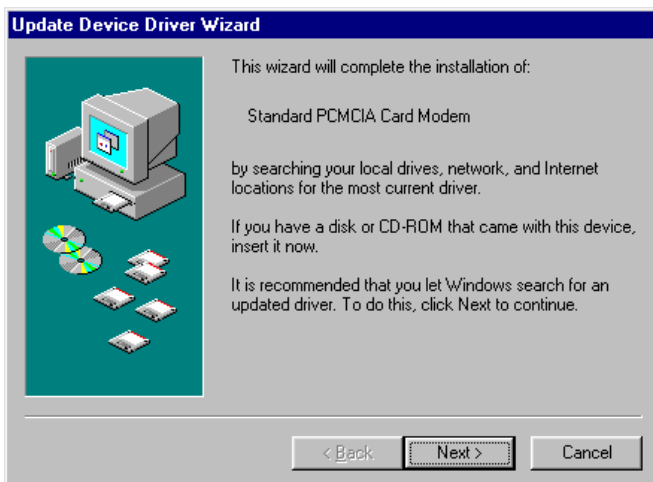 Update Device Driver Wizard
This wizard will complete the installation of:
Standard PCMCIA Card Modem
by searching your local drives, network, and Internet
locations for the most current driver.
If you have a disk or CD-ROM that came with this device,
insert it now.
It is recommended that you let Windows search for an
updated driver. To do this, click Next to continue.
< Back
Next >
Cancel